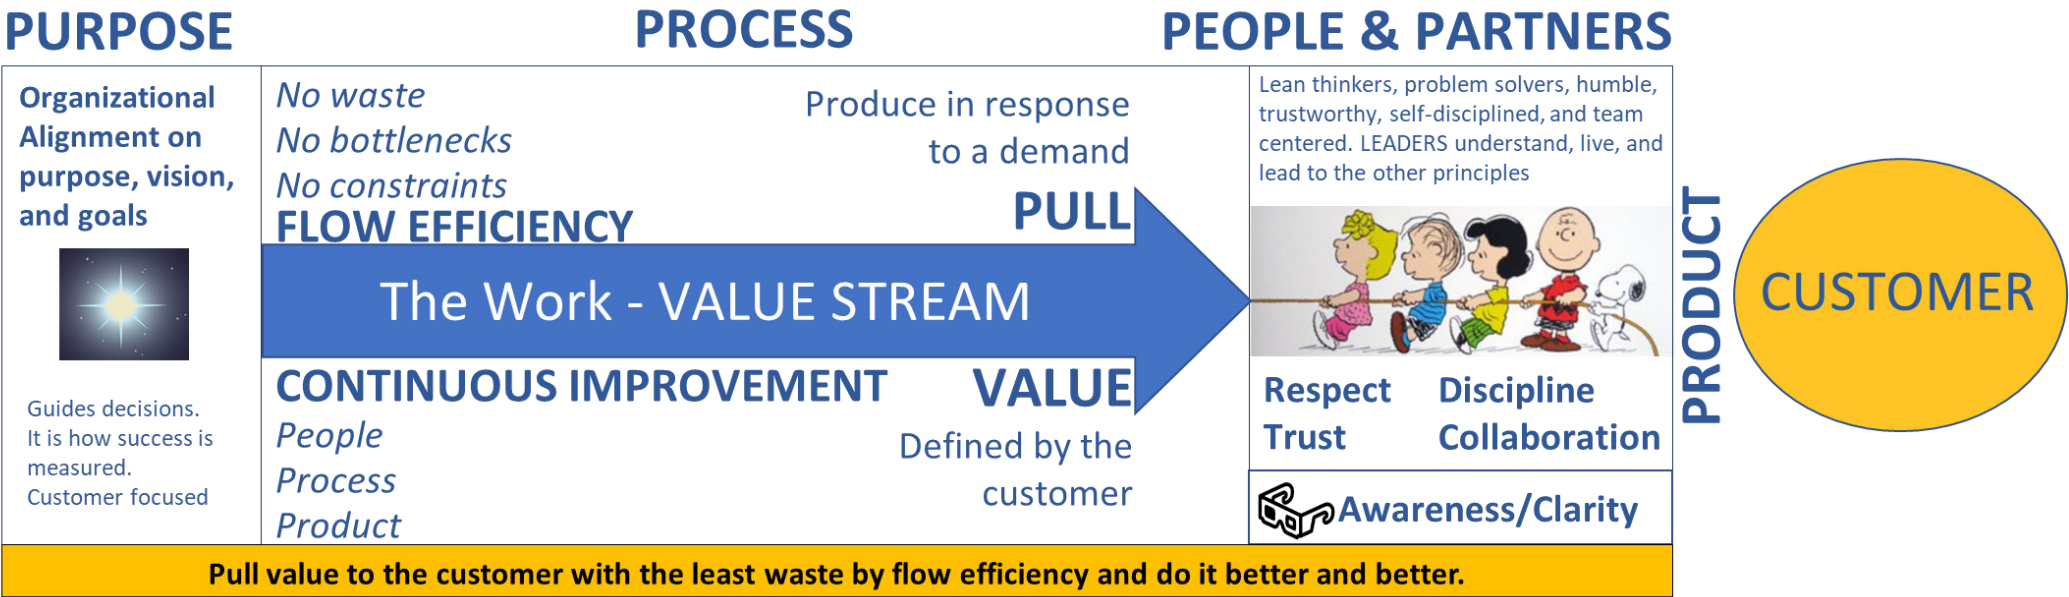 PURPOSE
Organizational
Alignment on
purpose, vision,
and goals
Guides decisions.
It is how success is
measured.
Customer focused
PROCESS
No waste
No bottlenecks
No constraints
FLOW EFFICIENCY
Produce in response
to a demand
PULL
The Work - VALUE STREAM
CONTINUOUS IMPROVEMENT
People
Process
Product
VALUE
Defined by the
customer
PEOPLE & PARTNERS
Lean thinkers, problem solvers, humble,
trustworthy, self-disciplined, and team
centered. LEADERS understand, live, and
lead to the other principles
Respect
Discipline
Trust
Collaboration
Awareness/Clarity
PRODUCT
CUSTOMER
Pull value to the customer with the least waste by flow efficiency and do it better and better.